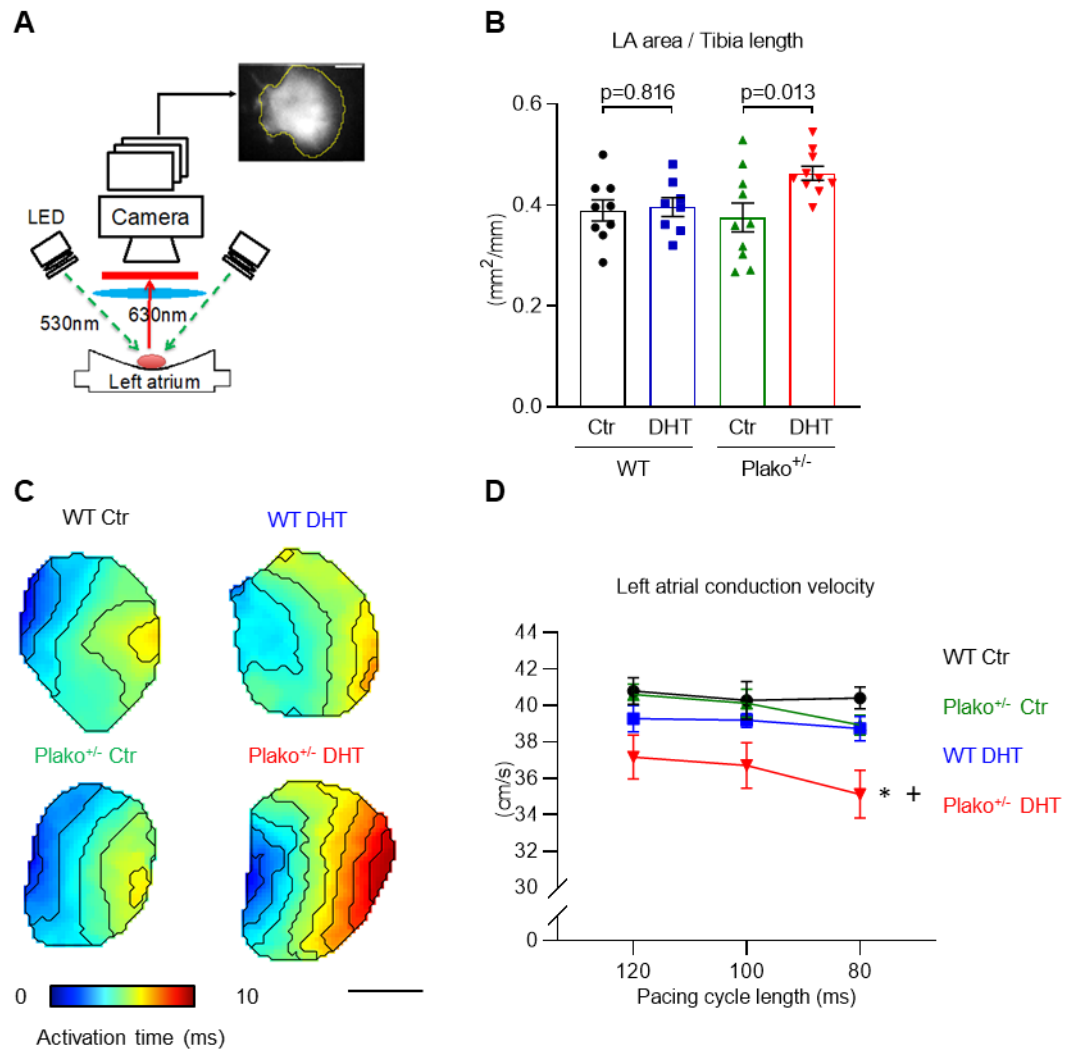 A
LED
Camera
530nm
630nm
Left atrium
B
LA area / Tibia length
p=0.816
p=0.013
(mm²/mm)
0.6
0.4
0.2
0.0
Ctr DHT Ctr DHT
WT Plako+/-
C
WT Ctr
WT DHT
Plako+/- Ctr
Plako+/- DHT
0 10
Activation time (ms)
D
Left atrial conduction velocity
(cm/s)
44
42
40
38
36
34
32
30
0
120 100 80
Pacing cycle length (ms)
* +
WT Ctr
Plako+/- Ctr
WT DHT
Plako+/- DHT